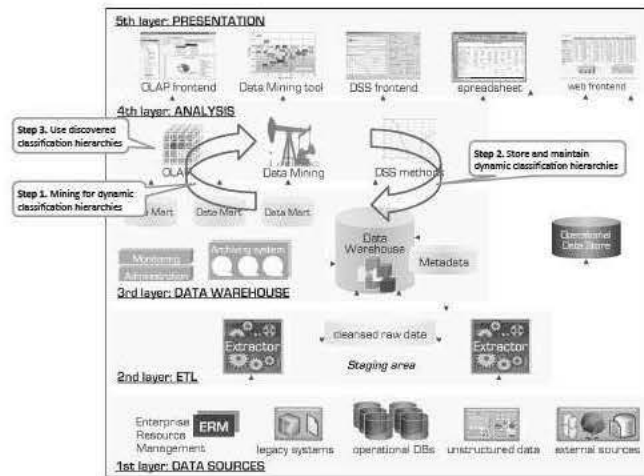 5th layer: PRESENTATION
OLAP frontend
Data Mining tool
DSS frontend
spreadsheet
web frontend
4th layer: ANALYSIS
Step 3. Use discovered
classification hierarchies
OLAP
Data Mining
DSS methods
Step 2. Store and maintain
dynamic classification hierarchies
Step 1. Mining for dynamic
classification hierarchies
Data Mart
Data Mart
Data Mart
Monitoring
Administration
Archiving system
Data
Warehouse
Metadata
Operational
Data Store
3rd layer: DATA WAREHOUSE
Extractor
cleansed raw data
Extractor
Staging area
2nd layer: ETL
Enterprise
Resource
Management
ERM
legacy systems
operational DBs
unstructured data
external sources
1st layer: DATA SOURCES